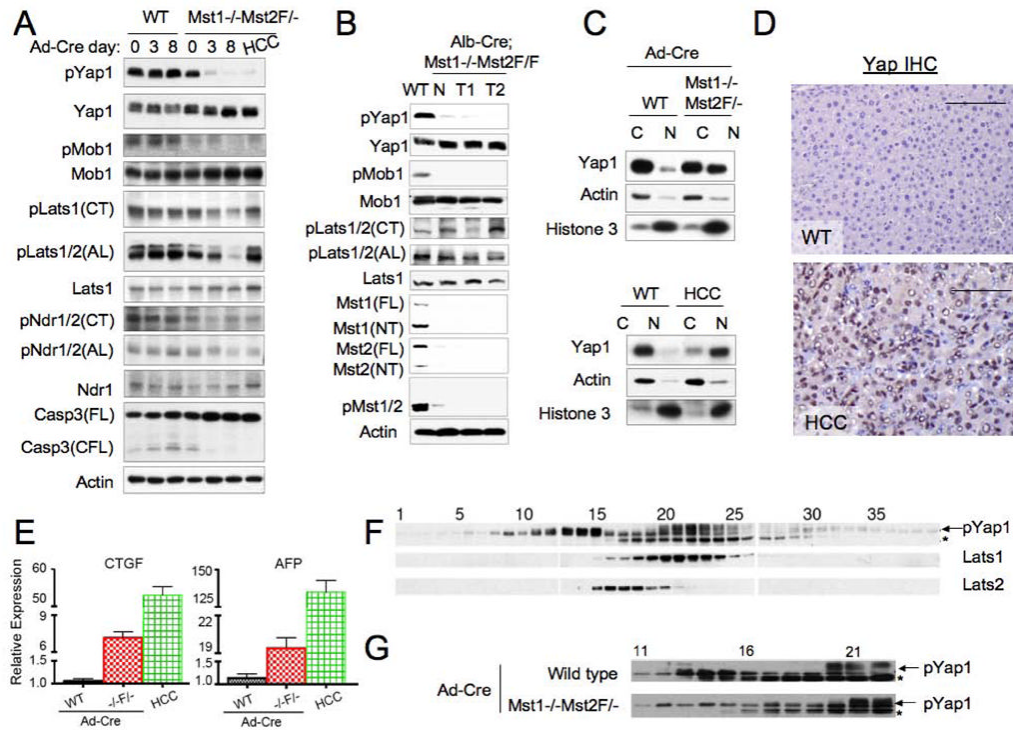 A
WT Mst1-/-Mst2F/-
Ad-Cre day: 0 3 8 0 3 8 HCC
pYap1
Yap1
pMob1
Mob1
pLats1(CT)
pLats1/2(AL)
Lats1
pNdr1/2(CT)
pNdr1/2(AL)
Ndr1
Casp3(FL)
Casp3(CFL)
Actin
B
Alb-Cre;
Mst1-/-Mst2F/F
WT N T1 T2
pYap1
Yap1
pMob1
Mob1
pLats1/2(CT)
pLats1/2(AL)
Lats1
Mst1(FL)
Mst1(NT)
Mst2(FL)
Mst2(NT)
pMst1/2
Actin
C
Ad-Cre
WT Mst1-/-
Mst2F/-
C N C N
Yap1
Actin
Histone 3
WT HCC
C N C N
Yap1
Actin
Histone 3
D
Yap IHC
WT
HCC
E
Relative Expression
CTGF
60
50
9
6
1.5
1.0
WT -/-F/- HCC
Ad-Cre
AFP
150
125
22
19
1.5
1.0
WT -/-F/- HCC
Ad-Cre
F
1 5 10 15 20 25 30 35
pYap1
*
Lats1
Lats2
G
11 16 21
Ad-Cre
Wild type pYap1
*
Mst1-/-Mst2F/- pYap1
*